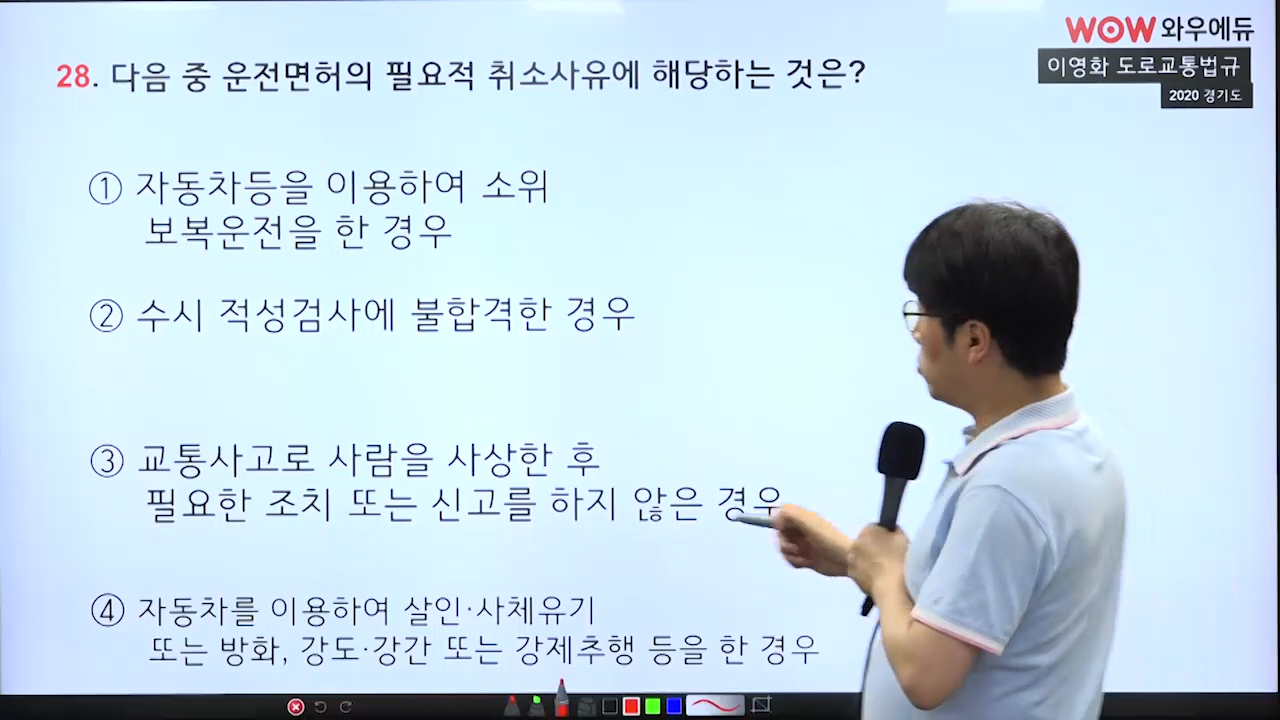 WOW 와우에듀
이영화 도로교통법규
2020 경기도
28. 다음 중 운전면허의 필요적 취소사유에 해당하는 것은?
① 자동차등을 이용하여 소위
보복운전을 한 경우
② 수시 적성검사에 불합격한 경우
③ 교통사고로 사람을 사상한 후
필요한 조치 또는 신고를 하지 않은 경우
④ 자동차를 이용하여 살인·사체유기
또는 방화, 강도·강간 또는 강제추행 등을 한 경우